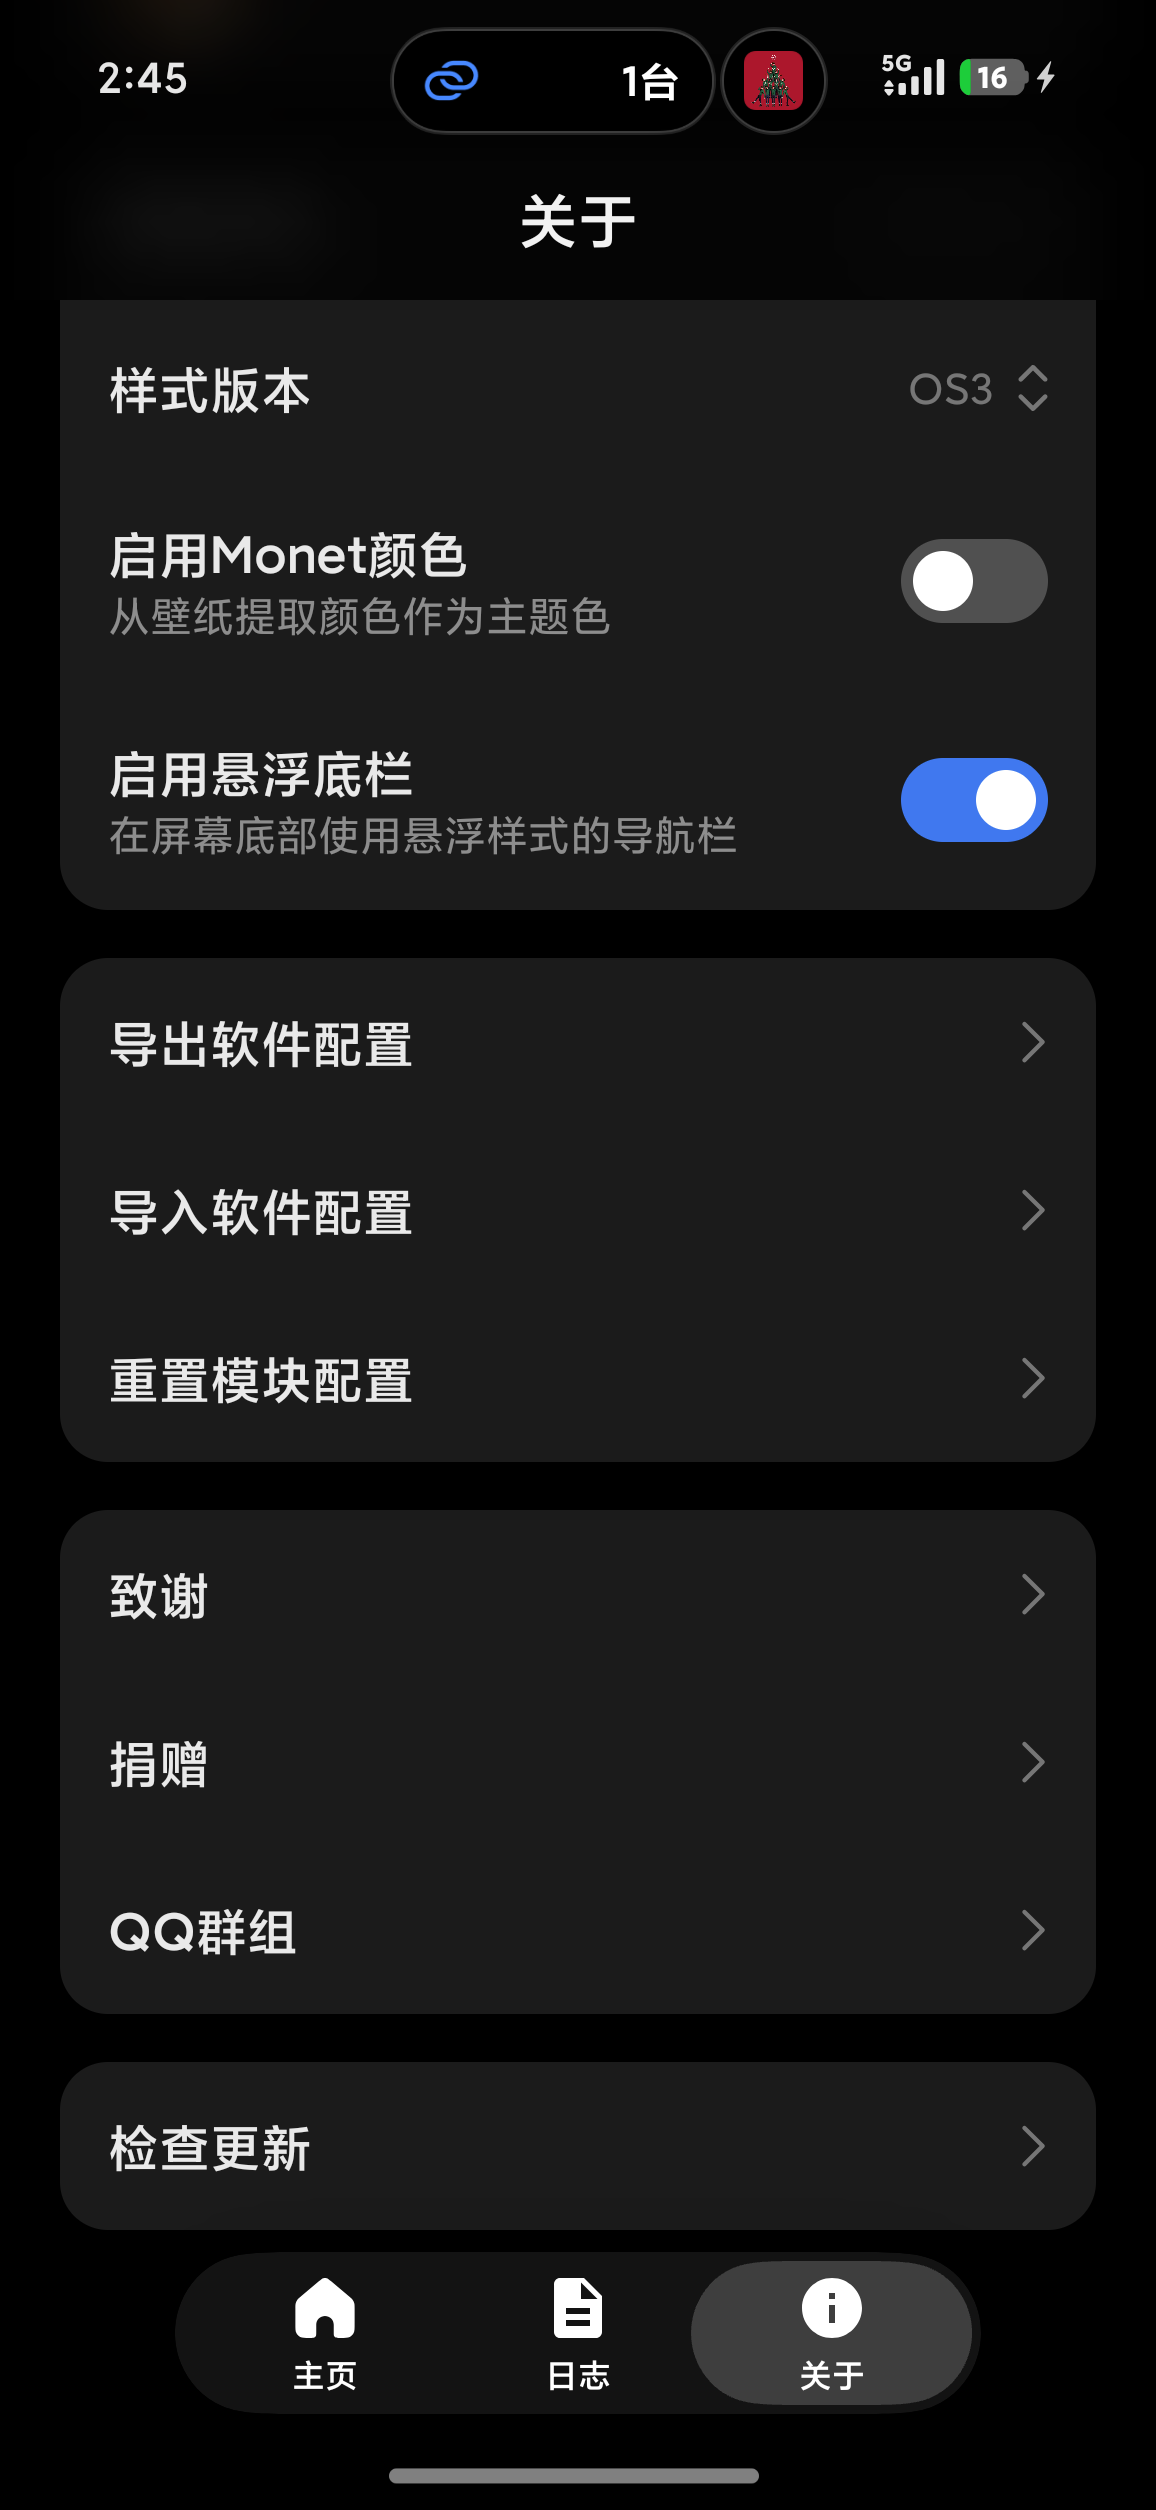 2:45
1台
5G
16
关于
样式版本
OS3
启用Monet颜色
从壁纸提取颜色作为主题色
启用悬浮底栏
在屏幕底部使用悬浮样式的导航栏
导出软件配置
导入软件配置
重置模块配置
致谢
捐赠
QQ群组
检查更新
主页
日志
关于